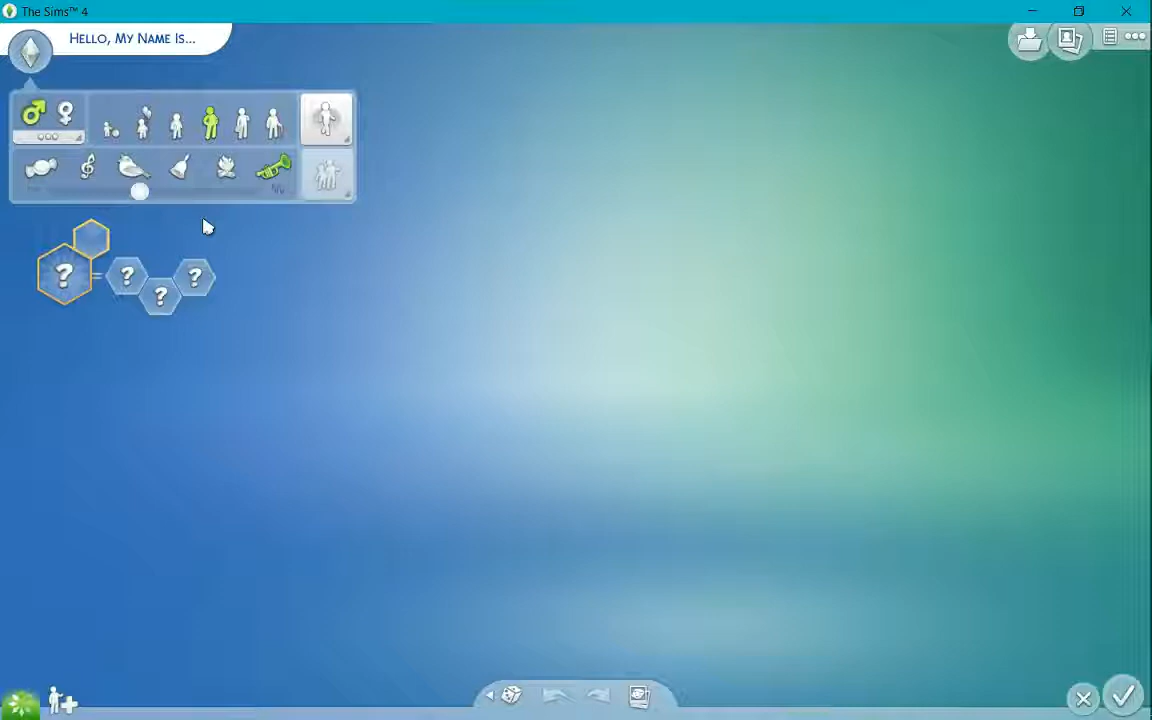 The Sims™ 4
Hello, My Name Is...
? = ? ? ?